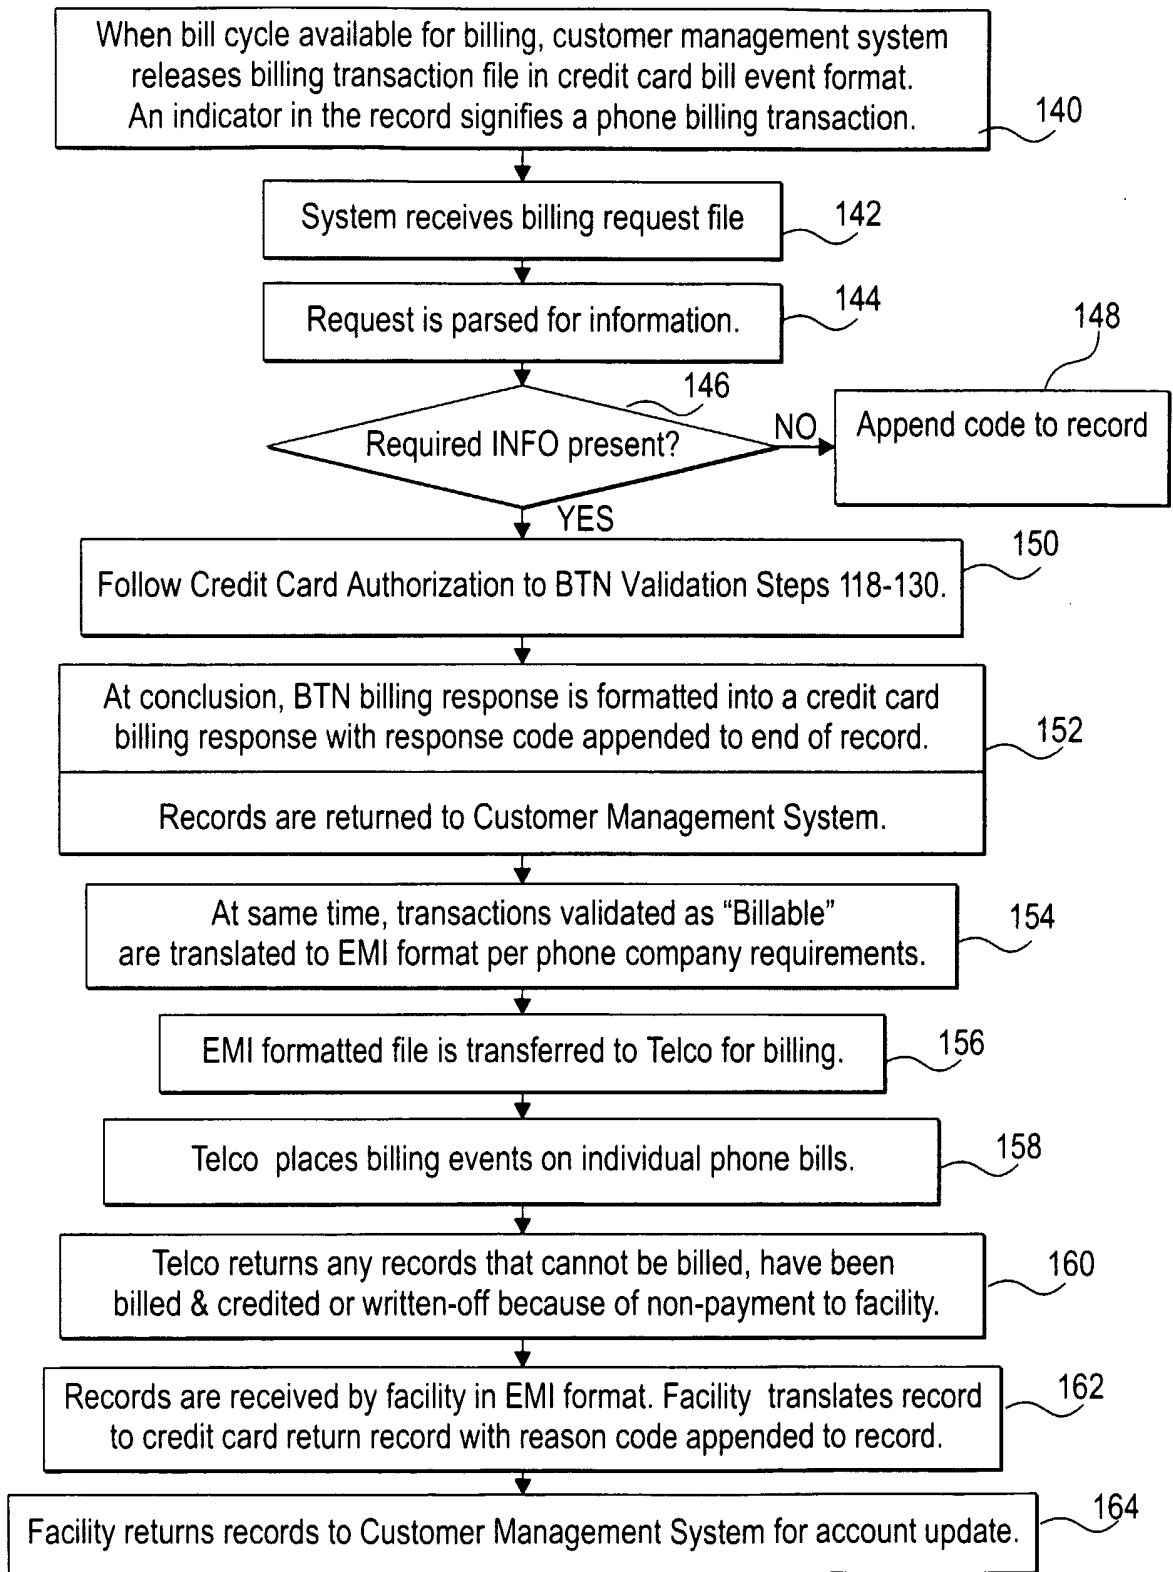 When bill cycle available for billing, customer management system
releases billing transaction file in credit card bill event format.
An indicator in the record signifies a phone billing transaction.
140
System receives billing request file
142
Request is parsed for information.
144
146
148
Required INFO present?
NO
Append code to record
YES
150
Follow Credit Card Authorization to BTN Validation Steps 118-130.
At conclusion, BTN billing response is formatted into a credit card
billing response with response code appended to end of record.
152
Records are returned to Customer Management System.
At same time, transactions validated as “Billable”
are translated to EMI format per phone company requirements.
154
EMI formatted file is transferred to Telco for billing.
156
Telco places billing events on individual phone bills.
158
Telco returns any records that cannot be billed, have been
billed & credited or written-off because of non-payment to facility.
160
Records are received by facility in EMI format. Facility translates record
to credit card return record with reason code appended to record.
162
Facility returns records to Customer Management System for account update.
164